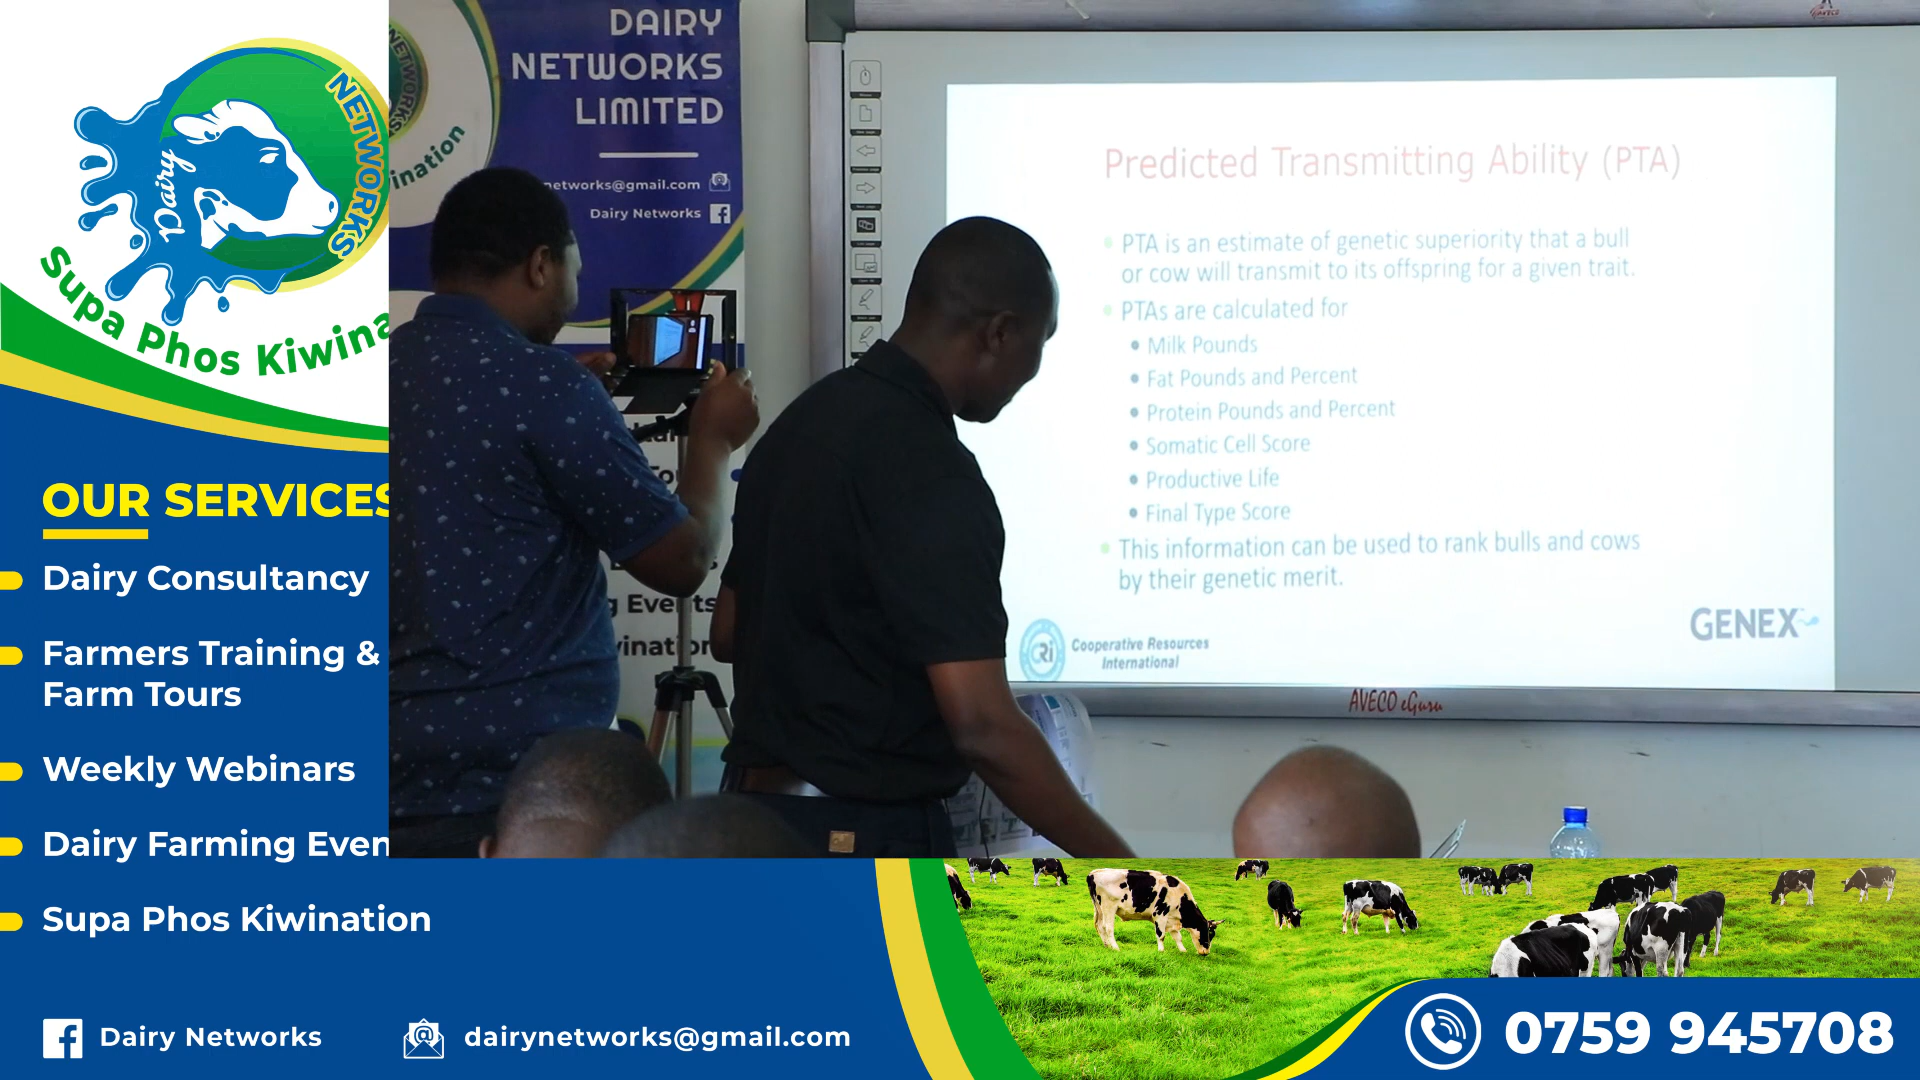 Dairy
NETWORKS
Supa Phos Kiwina
OUR SERVICES
Dairy Consultancy
Farmers Training &
Farm Tours
Weekly Webinars
Dairy Farming Even
Supa Phos Kiwination
Dairy Networks
dairynetworks@gmail.com
0759 945708
NETWORKS
ination
DAIRY
NETWORKS
LIMITED
networks@gmail.com
Dairy Networks
Predicted Transmitting Ability (PTA)
PTA is an estimate of genetic superiority that a bull
or cow will transmit to its offspring for a given trait.
PTAs are calculated for
Milk Pounds
Fat Pounds and Percent
Protein Pounds and Percent
Somatic Cell Score
Productive Life
Final Type Score
This information can be used to rank bulls and cows
by their genetic merit.
CRi
Cooperative Resources
International
GENEX
AVECO eGuru